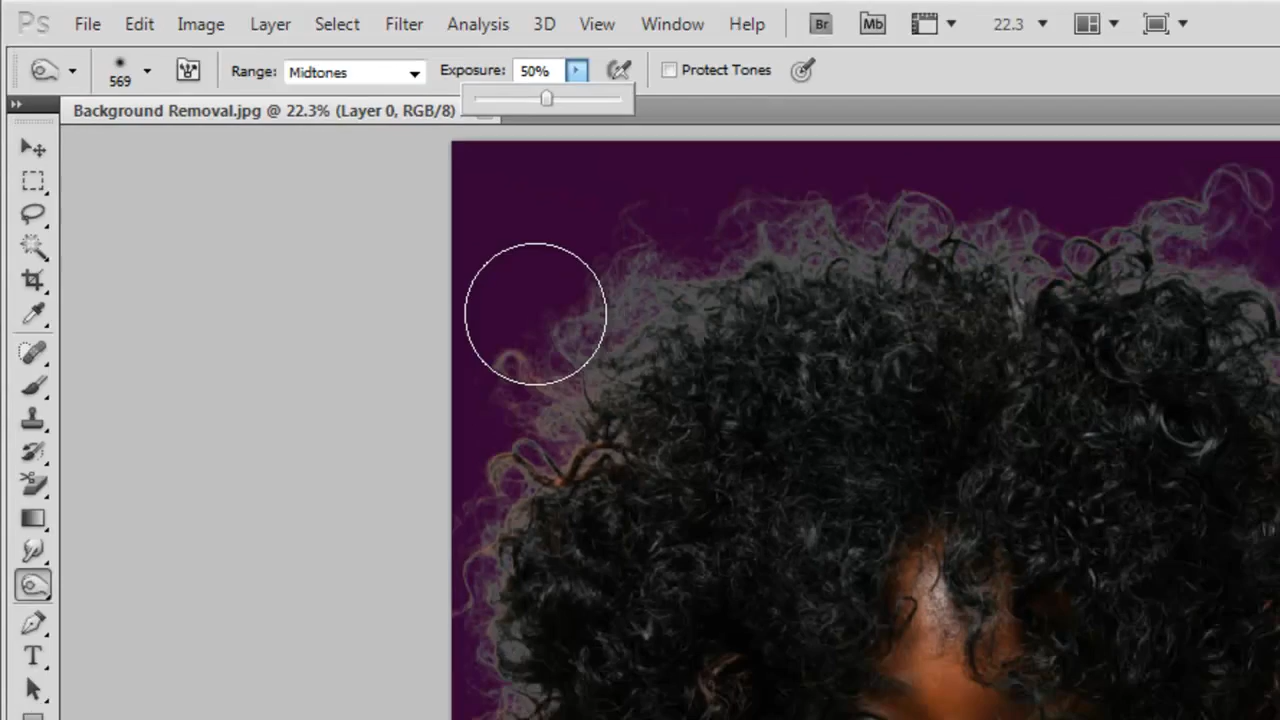 Ps File Edit Image Layer Select Filter Analysis 3D View Window Help Br Mb 22.3
569 Range: Midtones Exposure: 50% Protect Tones
Background Removal.jpg @ 22.3% (Layer 0, RGB/8)
T